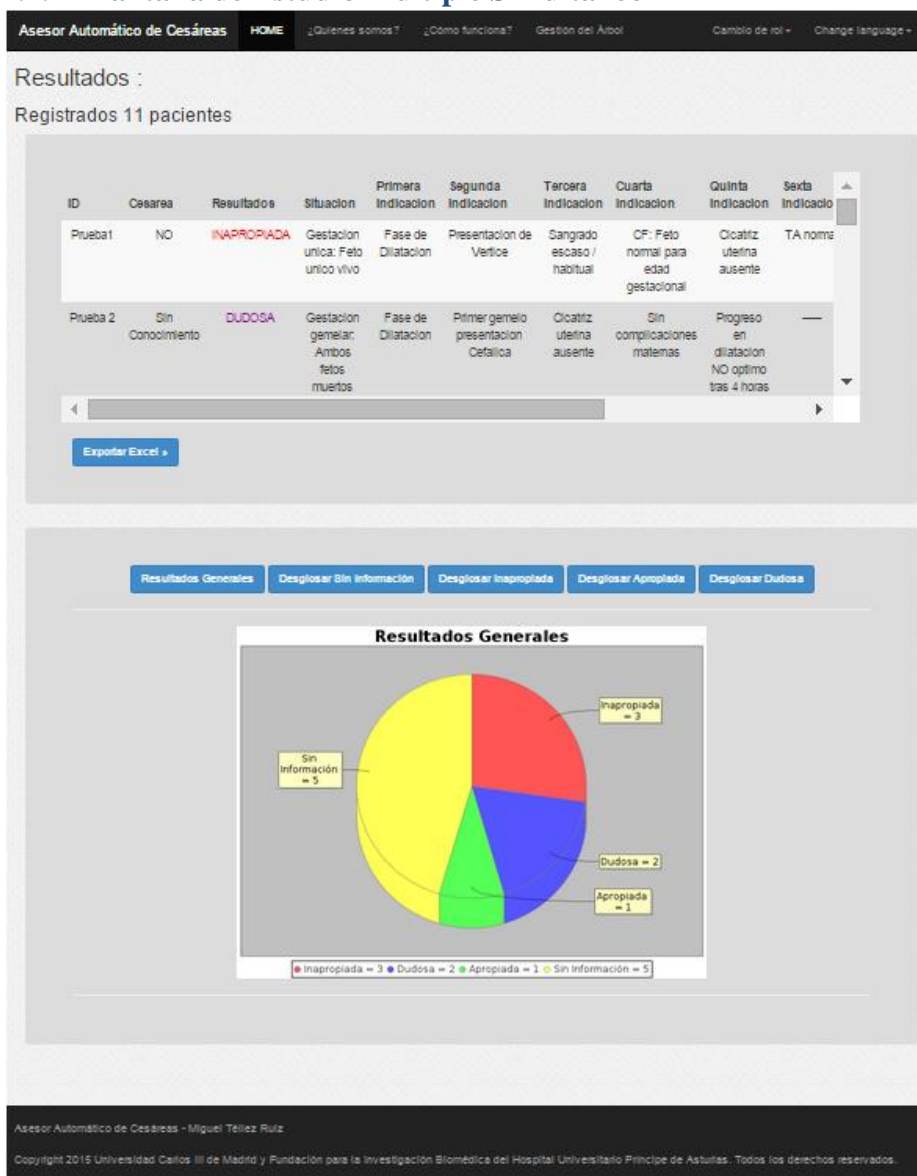 Asesor Automático de Cesáreas HOME ¿Quienes somos? ¿Cómo funciona? Gestión del Árbol Cambio de rol Change language
Resultados :
Registrados 11 pacientes
ID Cesarea Resultados Situacion Primera Indicacion Segunda Indicacion Tercera Indicacion Cuarta Indicacion Quinta Indicacion Sexta Indicacio
Prueba1 NO INAPROPIADA Gestacion unica: Feto unico vivo Fase de Dilatacion Presentacion de Vertice Sangrado escaso / habitual CF: Feto normal para edad gestacional Cicatriz uterina ausente TA norma
Prueba 2 Sin Conocimiento DUDOSA Gestacion gemelar: Ambos fetos muertos Fase de Dilatacion Primer gemelo presentacion Cefalica Cicatriz uterina ausente Sin complicaciones maternas Progreso en dilatacion NO optimo tras 4 horas —
Exportar Excel »
Resultados Generales Desglosar Sin Información Desglosar Inapropiada Desglosar Apropiada Desglosar Dudosa
Resultados Generales
Inapropiada = 3
Sin Información = 5
Dudosa = 2
Apropiada = 1
Inapropiada = 3 Dudosa = 2 Apropiada = 1 Sin Información = 5
Asesor Automático de Cesáreas - Miguel Téllez Ruiz
Copyright 2015 Universidad Carlos III de Madrid y Fundación para la Investigación Biomédica del Hospital Universitario Príncipe de Asturias. Todos los derechos reservados.